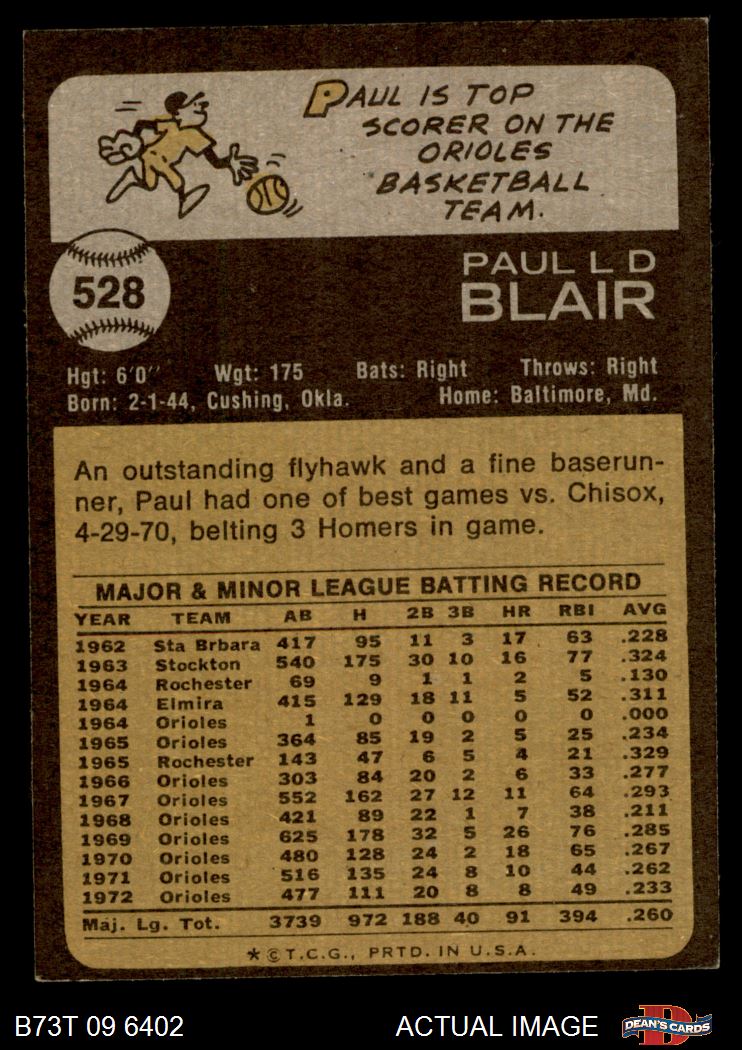 PAUL IS TOP
SCORER ON THE
ORIOLES
BASKETBALL
TEAM.
528
PAUL L D
BLAIR
Hgt: 6'0" Wgt: 175 Bats: Right Throws: Right
Born: 2-1-44, Cushing, Okla. Home: Baltimore, Md.
An outstanding flyhawk and a fine baserun-
ner, Paul had one of best games vs. Chisox,
4-29-70, belting 3 Homers in game.
MAJOR & MINOR LEAGUE BATTING RECORD
YEAR TEAM AB H 2B 3B HR RBI AVG
1962 Sta Brbara 417 95 11 3 17 63 .228
1963 Stockton 540 175 30 10 16 77 .324
1964 Rochester 69 9 1 1 2 5 .130
1964 Elmira 415 129 18 11 5 52 .311
1964 Orioles 1 0 0 0 0 0 .000
1965 Orioles 364 85 19 2 5 25 .234
1965 Rochester 143 47 6 5 4 21 .329
1966 Orioles 303 84 20 2 6 33 .277
1967 Orioles 552 162 27 12 11 64 .293
1968 Orioles 421 89 22 1 7 38 .211
1969 Orioles 625 178 32 5 26 76 .285
1970 Orioles 480 128 24 2 18 65 .267
1971 Orioles 516 135 24 8 10 44 .262
1972 Orioles 477 111 20 8 8 49 .233
Maj. Lg. Tot. 3739 972 188 40 91 394 .260
*©T.C.G., PRTD. IN U.S.A.
B73T 09 6402 ACTUAL IMAGE D DEAN'S CARDS